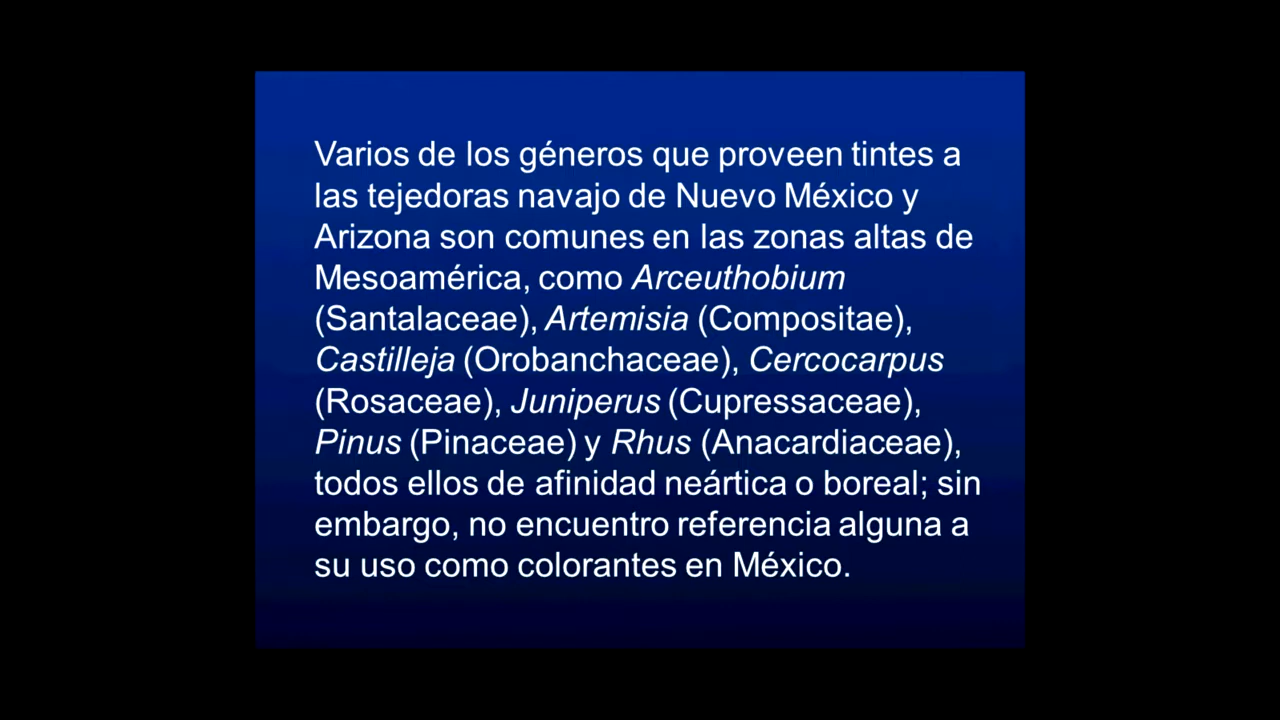 Varios de los géneros que proveen tintes a
las tejedoras navajo de Nuevo México y
Arizona son comunes en las zonas altas de
Mesoamérica, como Arceuthobium
(Santalaceae), Artemisia (Compositae),
Castilleja (Orobanchaceae), Cercocarpus
(Rosaceae), Juniperus (Cupressaceae),
Pinus (Pinaceae) y Rhus (Anacardiaceae),
todos ellos de afinidad neártica o boreal; sin
embargo, no encuentro referencia alguna a
su uso como colorantes en México.